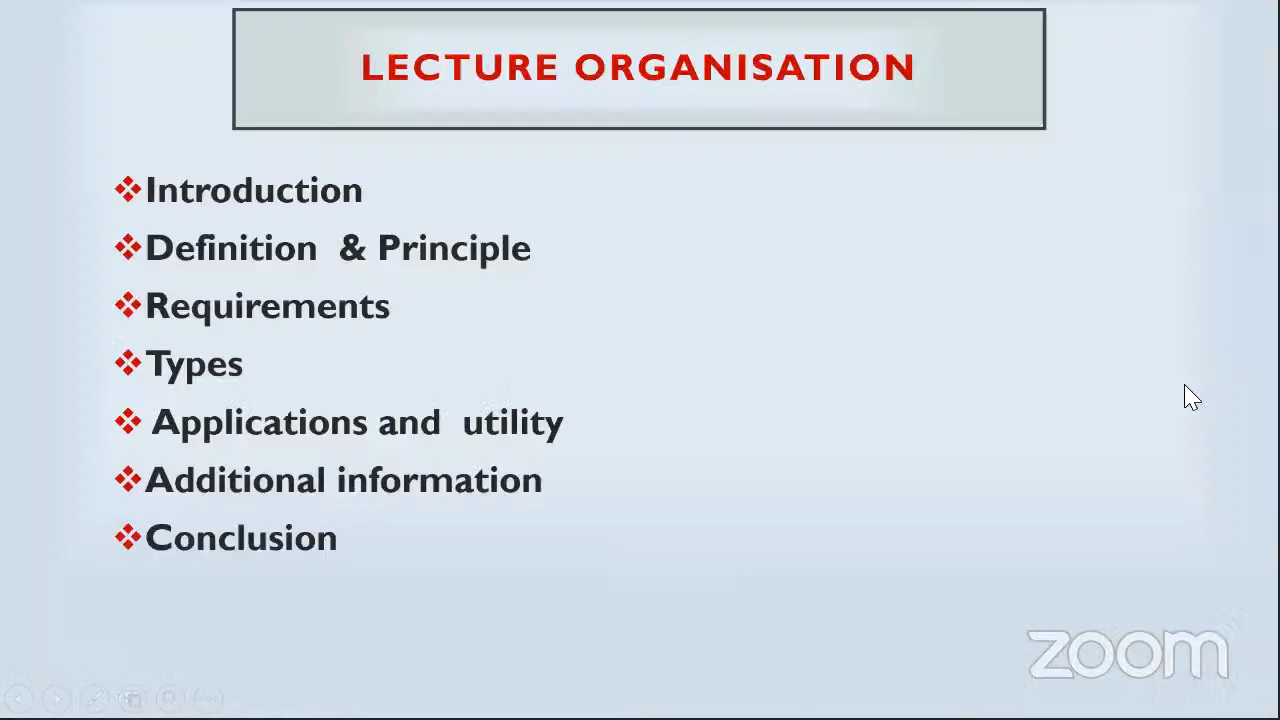 LECTURE ORGANISATION
Introduction
Definition & Principle
Requirements
Types
Applications and utility
Additional information
Conclusion
zoom